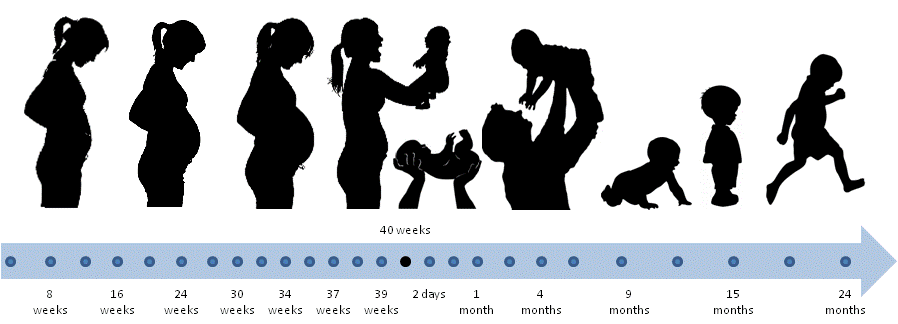 40 weeks
8 weeks
16 weeks
24 weeks
30 weeks
34 weeks
37 weeks
39 weeks
2 days
1 month
4 months
9 months
15 months
24 months